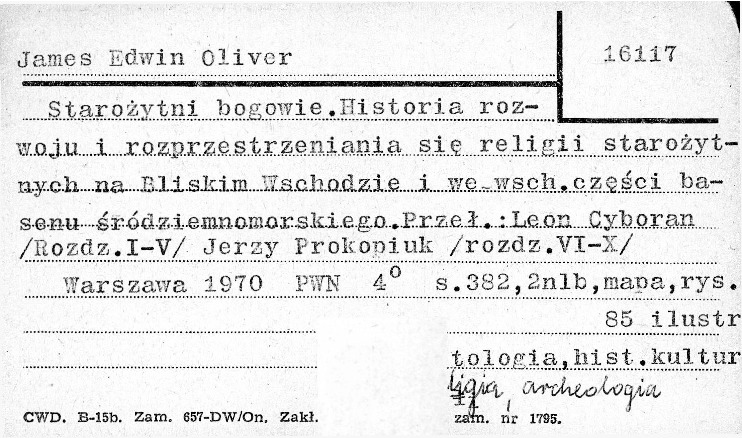 James Edwin Oliver
16117
Starożytni bogowie.Historia roz-
woju i rozprzestrzeniania się religii starożyt-
nych na Bliskim Wschodzie i we wsch.części ba-
senu śródziemnomorskiego.Przeł.:Leon Cyboran
/Rozdz.I-V/ Jerzy Prokopiuk /rozdz.VI-X/
Warszawa 1970 PWN 4° s.382,2nlb,mapa,rys.
85 ilustr
tologia,hist.kultur
ligia, archeologia
CWD. B-15b. Zam. 657-DW/On. Zakł. zam. nr 1795.